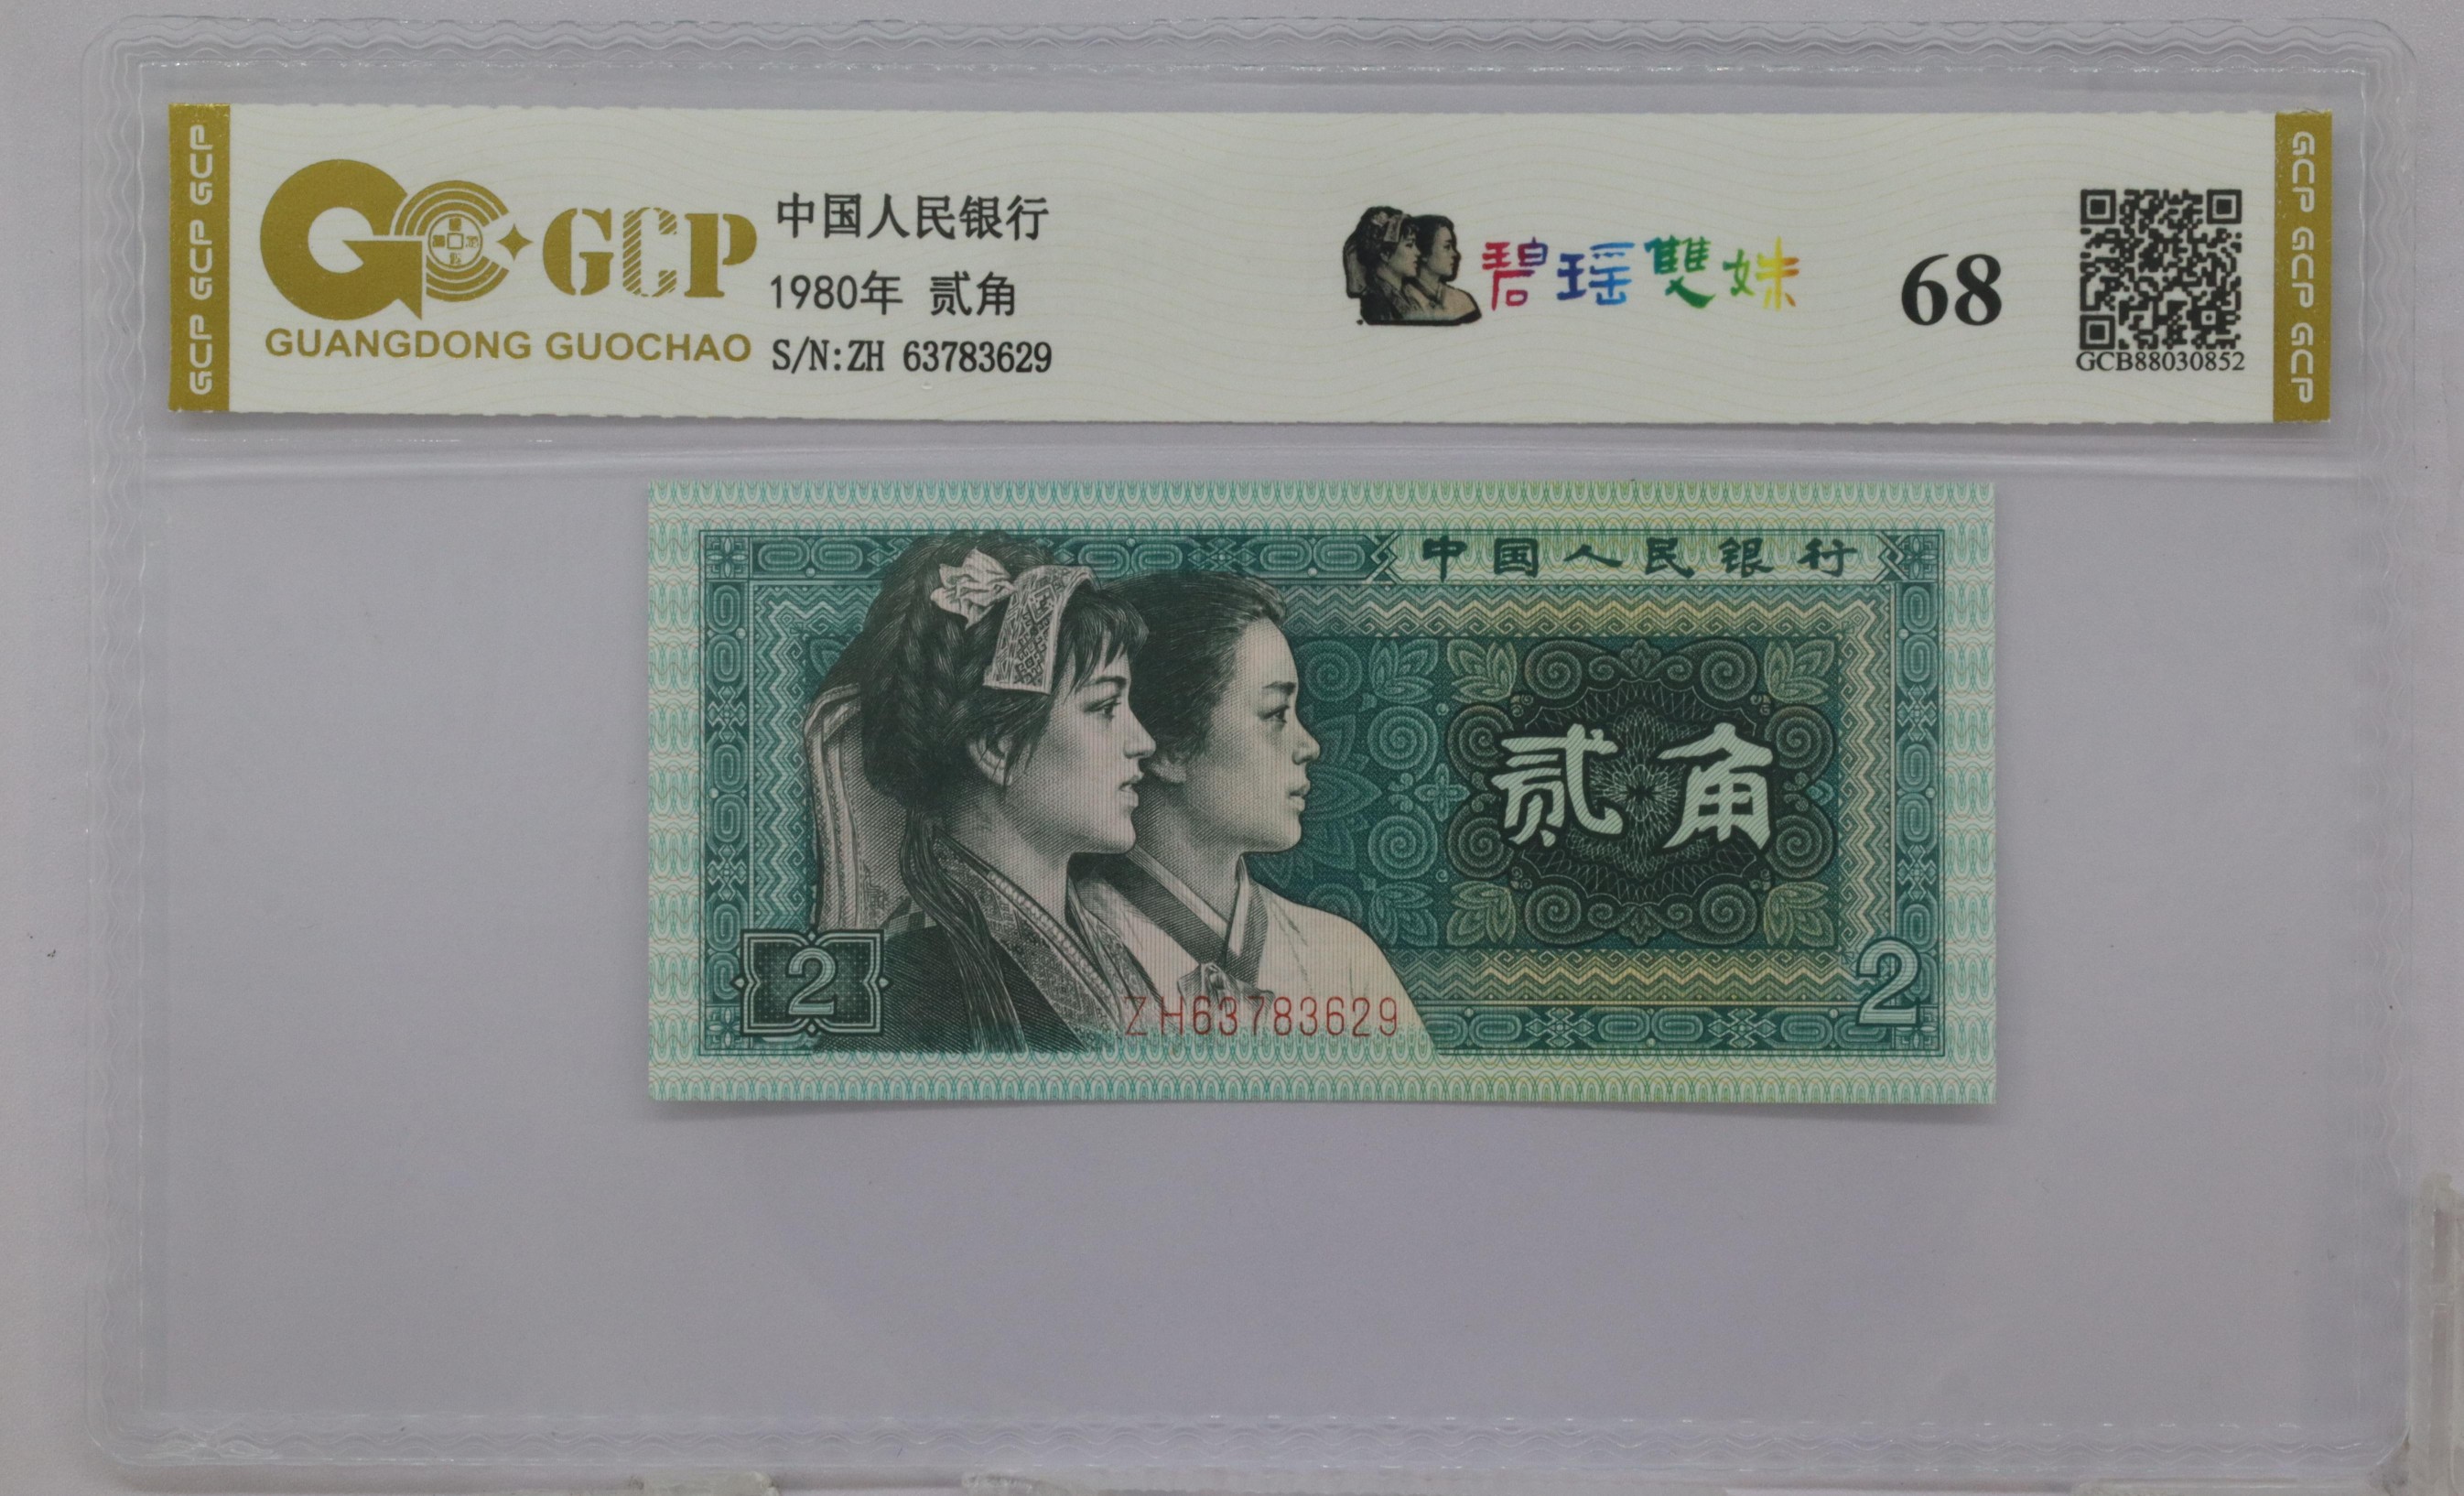 GCP GCP GCP
GCP
GUANGDONG GUOCHAO
中国人民银行
1980年 贰角
S/N:ZH 63783629
碧瑶雙妹
68
GCB88030852
GCP GCP GCP
中国人民银行
贰角
2
ZH63783629
2